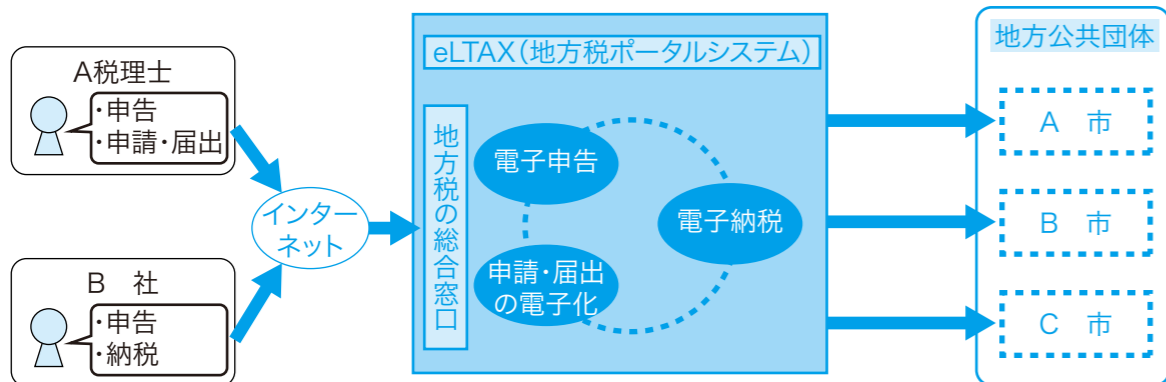 A税理士
・申告
・申請・届出
B 社
・申告
・納税
インター
ネット
eLTAX(地方税ポータルシステム)
地方税の総合窓口
電子申告
電子納税
申請・届出
の電子化
地方公共団体
A 市
B 市
C 市